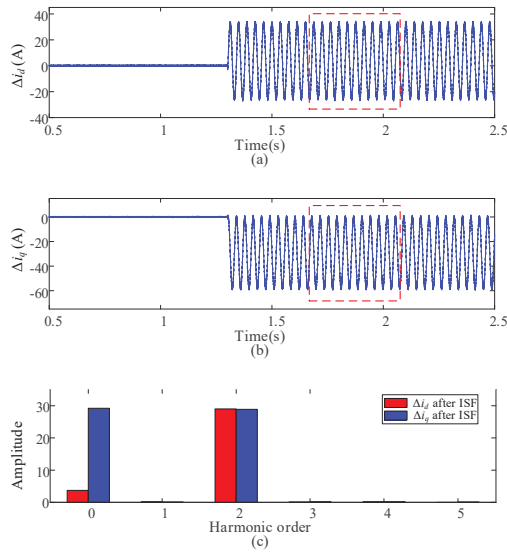 40
20
0
-20
-40
Δi_d (A)
0.5 1 1.5 2 2.5
Time(s)
(a)
0
-20
-40
-60
Δi_q (A)
0.5 1 1.5 2 2.5
Time(s)
(b)
30
20
10
0
Amplitude
Δi_d after ISF
Δi_q after ISF
0 1 2 3 4 5
Harmonic order
(c)